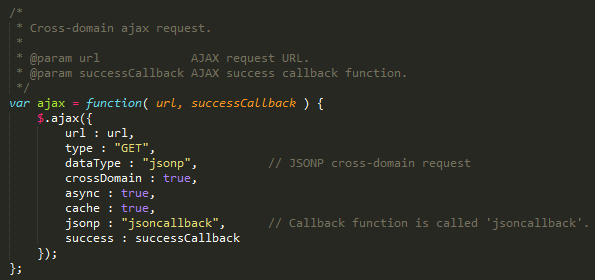 /*
 * Cross-domain ajax request.
 *
 * @param url             AJAX request URL.
 * @param successCallback AJAX success callback function.
 */
var ajax = function( url, successCallback ) {
    $.ajax({
        url : url,
        type : "GET",
        dataType : "jsonp",          // JSONP cross-domain request
        crossDomain : true,
        async : true,
        cache : true,
        jsonp : "jsoncallback",      // Callback function is called 'jsoncallback'.
        success : successCallback
    });
};